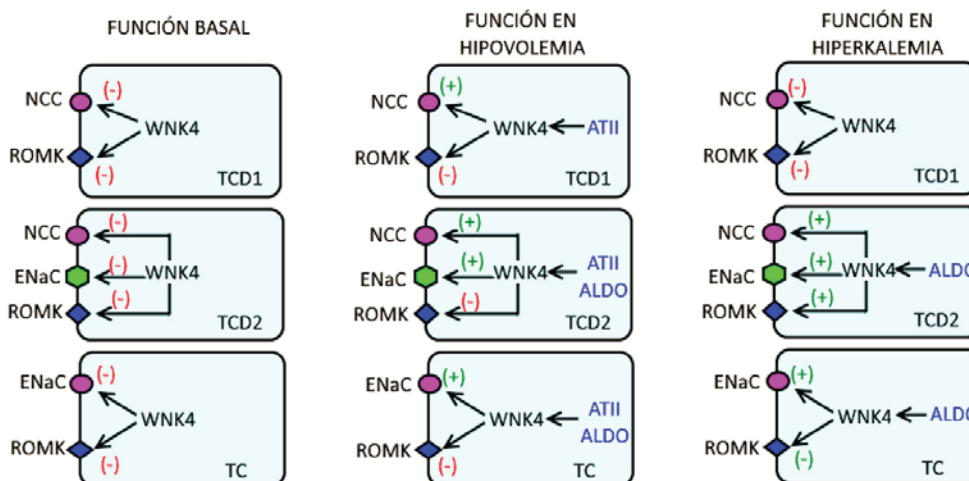 FUNCIÓN BASAL
FUNCIÓN EN
HIPOVOLEMIA
FUNCIÓN EN
HIPERKALEMIA
NCC
(-)
WNK4
ROMK
(-)
TCD1
NCC
(+)
WNK4
ATII
ROMK
(-)
TCD1
NCC
(-)
WNK4
ROMK
(-)
TCD1
NCC
(-)
ENaC
(-)
WNK4
ROMK
(-)
TCD2
NCC
(+)
ENaC
(+)
WNK4
ATII
ALDO
ROMK
(-)
TCD2
NCC
(+)
ENaC
(+)
WNK4
ALDO
ROMK
(+)
TCD2
ENaC
(-)
WNK4
ROMK
(-)
TC
ENaC
(+)
WNK4
ATII
ALDO
ROMK
(-)
TC
ENaC
(+)
WNK4
ALDO
ROMK
(-)
TC